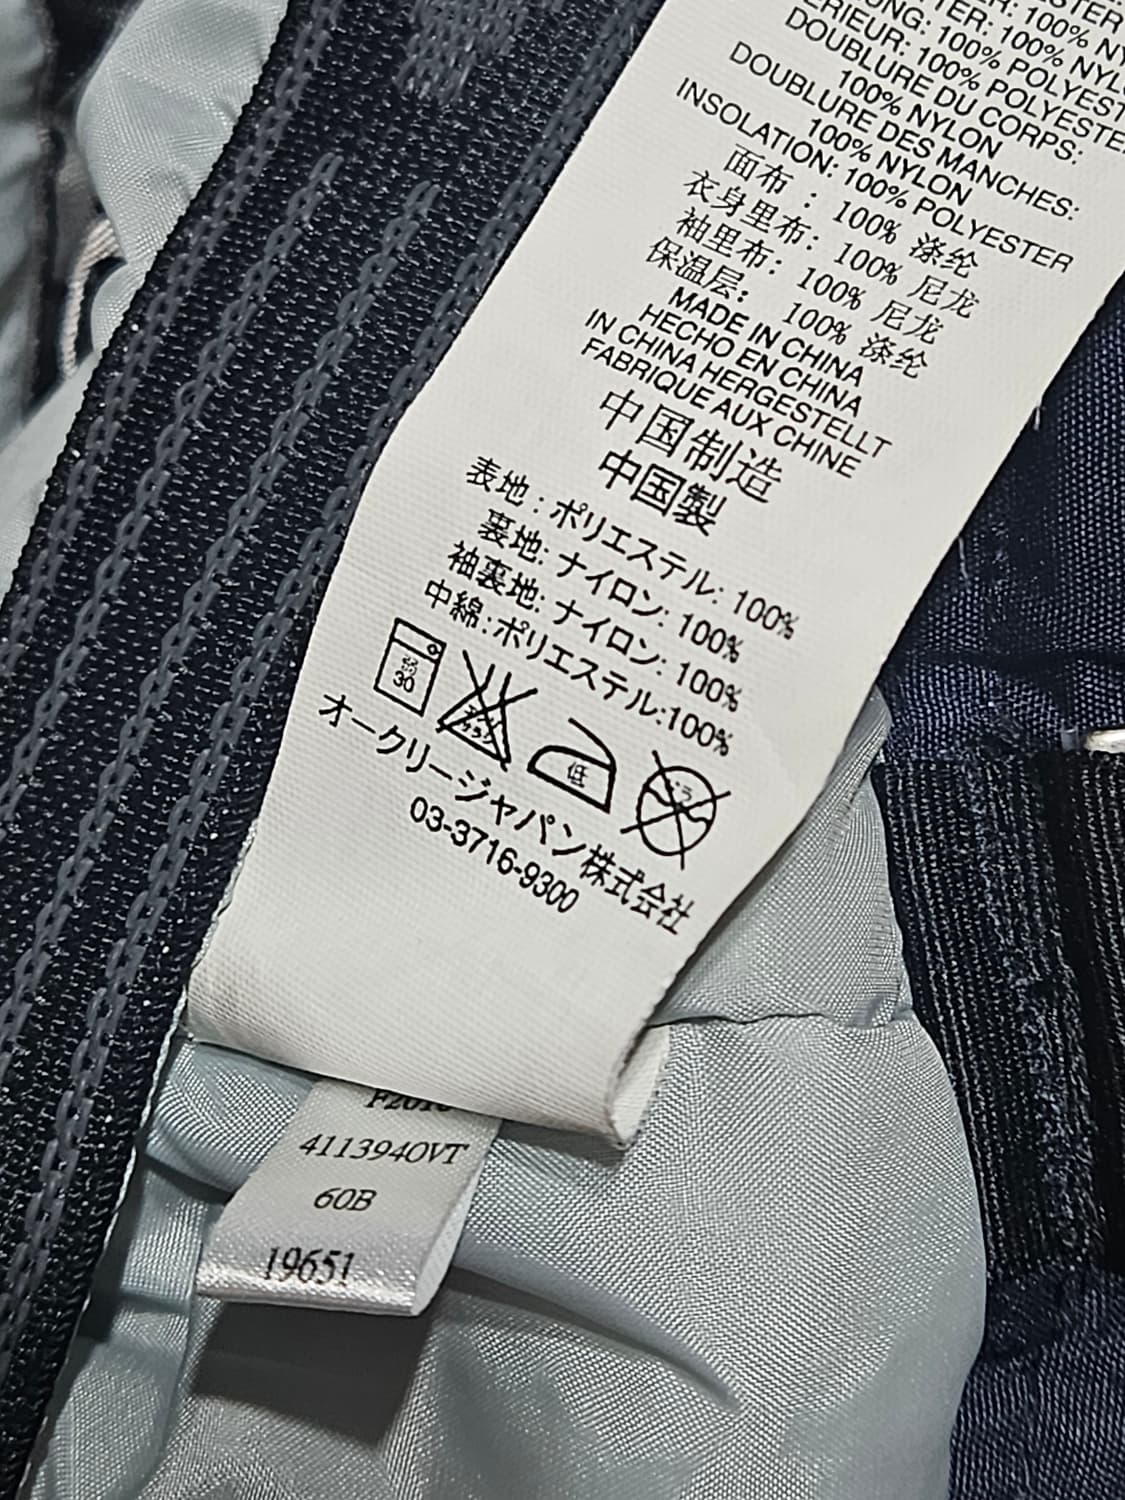 100% NYLON
DOUBLURE DU CORPS:
100% NYLON
DOUBLURE DES MANCHES:
100% NYLON
INSOLATION: 100% POLYESTER
面布 : 100% 涤纶
衣身里布: 100% 尼龙
袖里布: 100% 尼龙
保温层: 100% 涤纶
MADE IN CHINA
HECHO EN CHINA
IN CHINA HERGESTELLT
FABRIQUE AUX CHINE
中国制造
中国製
表地 : ポリエステル: 100%
裏地: ナイロン: 100%
袖裏地: ナイロン: 100%
中綿:ポリエステル:100%
30
低
オークリージャパン株式会社
03-3716-9300
411394OVT
60B
19651